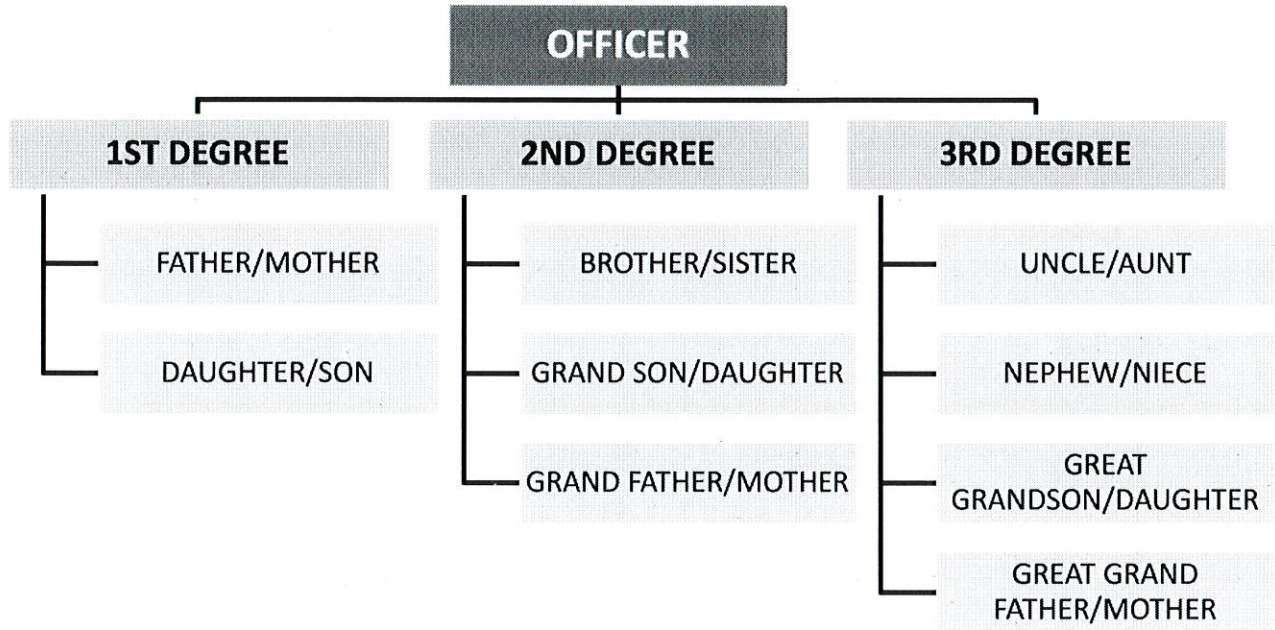 OFFICER
1ST DEGREE
FATHER/MOTHER
DAUGHTER/SON
2ND DEGREE
BROTHER/SISTER
GRAND SON/DAUGHTER
GRAND FATHER/MOTHER
3RD DEGREE
UNCLE/AUNT
NEPHEW/NIECE
GREAT
GRANDSON/DAUGHTER
GREAT GRAND
FATHER/MOTHER